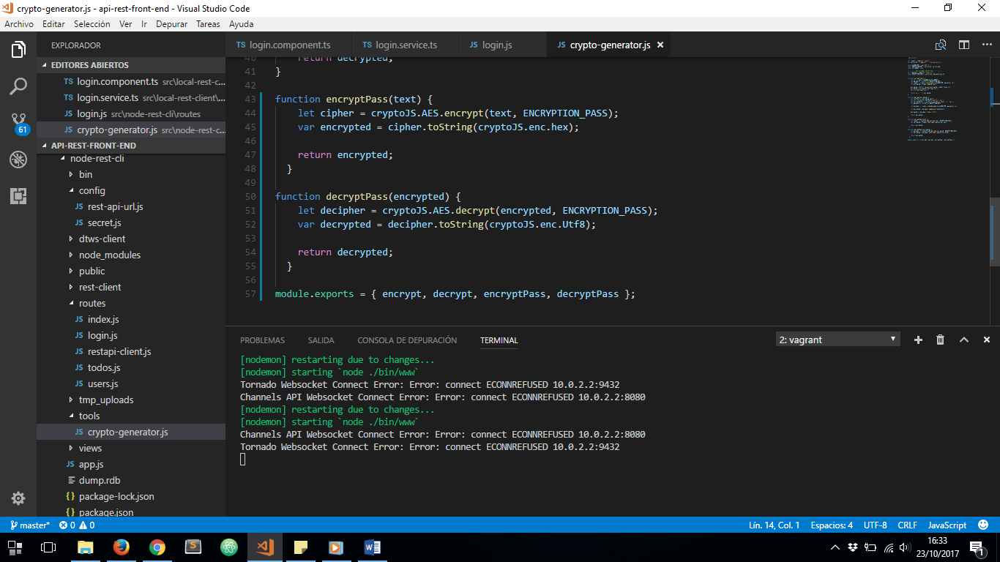 crypto-generator.js - api-rest-front-end - Visual Studio Code
Archivo Editar Selección Ver Ir Depurar Tareas Ayuda
EXPLORADOR
EDITORES ABIERTOS
TS login.component.ts src\local-rest-c...
TS login.service.ts src\local-rest-client\...
JS login.js src\node-rest-cli\routes
JS crypto-generator.js src\node-rest-c...
61
API-REST-FRONT-END
node-rest-cli
bin
config
JS rest-api-url.js
JS secret.js
dtws-client
node_modules
public
rest-client
routes
JS index.js
JS login.js
JS restapi-client.js
JS todos.js
JS users.js
tmp_uploads
tools
JS crypto-generator.js
views
JS app.js
dump.rdb
{} package-lock.json
{} package.json
TS login.component.ts
TS login.service.ts
JS login.js
JS crypto-generator.js
40 return decrypted;
41 }
42
43 function encryptPass(text) {
44 let cipher = cryptoJS.AES.encrypt(text, ENCRYPTION_PASS);
45 var encrypted = cipher.toString(cryptoJS.enc.hex);
46
47 return encrypted;
48 }
49
50 function decryptPass(encrypted) {
51 let decipher = cryptoJS.AES.decrypt(encrypted, ENCRYPTION_PASS);
52 var decrypted = decipher.toString(cryptoJS.enc.Utf8);
53
54 return decrypted;
55 }
56
57 module.exports = { encrypt, decrypt, encryptPass, decryptPass };
PROBLEMAS SALIDA CONSOLA DE DEPURACIÓN TERMINAL 2: vagrant
[nodemon] restarting due to changes...
[nodemon] starting `node ./bin/www`
Tornado Websocket Connect Error: Error: connect ECONNREFUSED 10.0.2.2:9432
Channels API Websocket Connect Error: Error: connect ECONNREFUSED 10.0.2.2:8080
[nodemon] restarting due to changes...
[nodemon] starting `node ./bin/www`
Channels API Websocket Connect Error: Error: connect ECONNREFUSED 10.0.2.2:8080
Tornado Websocket Connect Error: Error: connect ECONNREFUSED 10.0.2.2:9432
master* 0 0 Lín. 14, Col. 1 Espacios: 4 UTF-8 CRLF JavaScript
16:33
23/10/2017
1